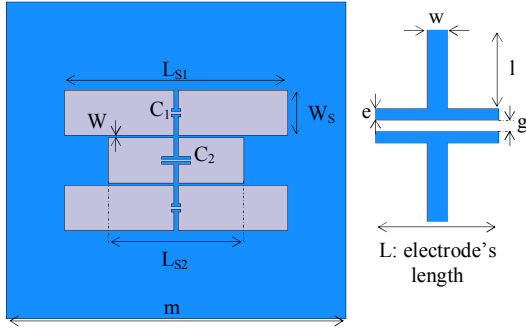 L_S1
C_1
W_S
W
C_2
L_S2
m
w
l
e
g
L: electrode's
length